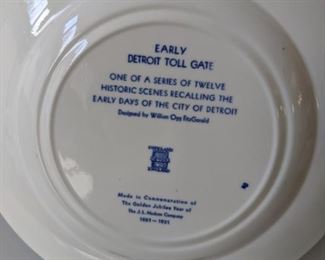 EARLY
DETROIT TOLL GATE
ONE OF A SERIES OF TWELVE
HISTORIC SCENES RECALLING THE
EARLY DAYS OF THE CITY OF DETROIT
Designed by William Ogg FitzGerald
Made in Commemoration of
The Golden Jubilee Year of
The J. L. Hudson Company
1881-1931